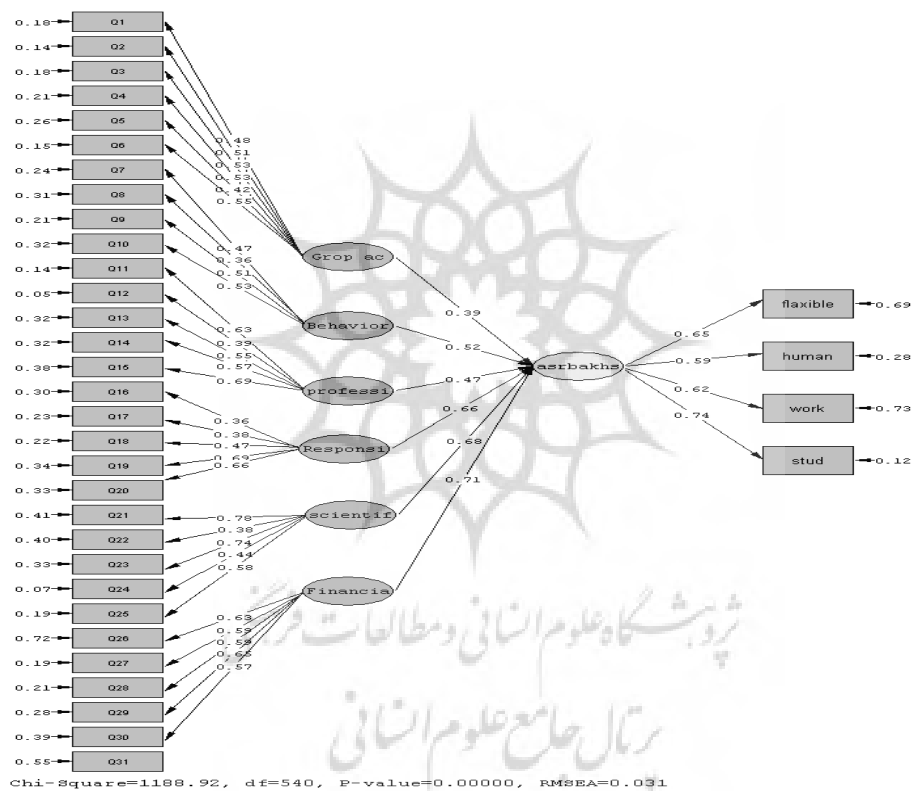 0.18 Q1
0.14 Q2
0.18 Q3
0.21 Q4
0.26 Q5
0.15 Q6
0.24 Q7
0.31 Q8
0.21 Q9
0.32 Q10
0.14 Q11
0.05 Q12
0.32 Q13
0.32 Q14
0.38 Q15
0.30 Q16
0.23 Q17
0.22 Q18
0.34 Q19
0.33 Q20
0.41 Q21
0.40 Q22
0.33 Q23
0.07 Q24
0.19 Q25
0.72 Q26
0.19 Q27
0.21 Q28
0.28 Q29
0.39 Q30
0.55 Q31
0.48
0.51
0.53
0.53
0.42
0.55
Grop ac
0.47
0.36
0.51
0.53
Behavior
0.63
0.39
0.55
0.57
0.69
professi
0.36
0.38
0.47
0.69
0.66
Responsi
0.78
0.38
0.74
0.44
0.58
scientif
0.63
0.59
0.59
0.65
0.57
Financia
0.39
0.52
0.47
0.66
0.68
0.71
asrbakhs
0.65
0.59
0.62
0.74
flaxible 0.69
human 0.28
work 0.73
stud 0.12
پژوهشگاه علوم انسانی و مطالعات فرهنگی
پرتال جامع علوم انسانی
Chi-Square=1188.92, df=540, P-value=0.00000, RMSEA=0.031